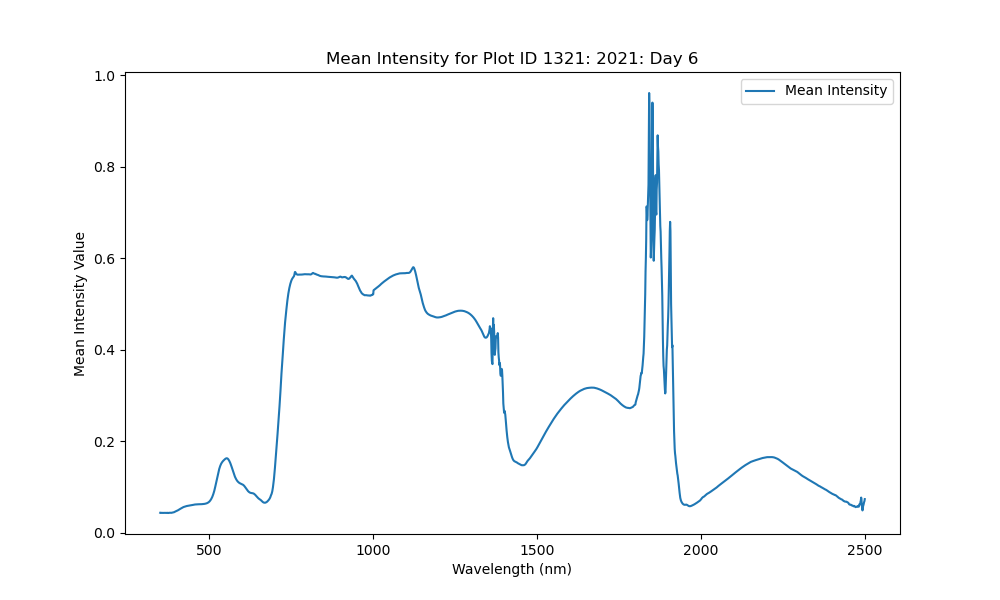 Mean Intensity for Plot ID 1321: 2021: Day 6
Mean Intensity
1.0
0.8
0.6
0.4
0.2
0.0
Mean Intensity Value
500 1000 1500 2000 2500
Wavelength (nm)